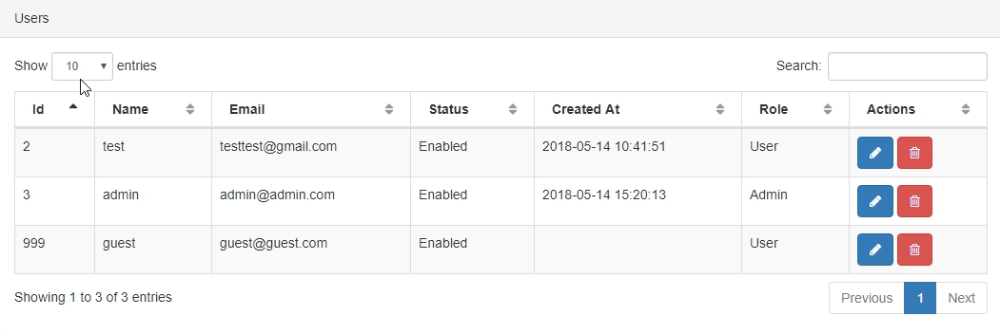 Users
Show 10 entries Search:
Id Name Email Status Created At Role Actions
2 test testtest@gmail.com Enabled 2018-05-14 10:41:51 User
3 admin admin@admin.com Enabled 2018-05-14 15:20:13 Admin
999 guest guest@guest.com Enabled User
Showing 1 to 3 of 3 entries Previous 1 Next